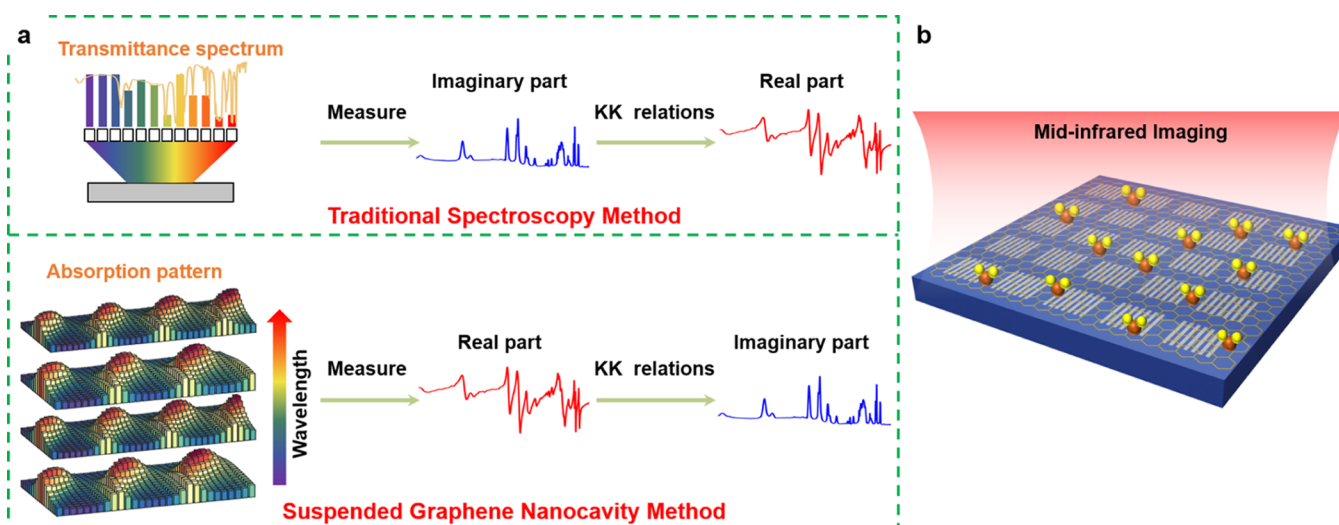 a
Transmittance spectrum
Measure
Imaginary part
KK relations
Real part
Traditional Spectroscopy Method
Absorption pattern
Wavelength
Measure
Real part
KK relations
Imaginary part
Suspended Graphene Nanocavity Method
b
Mid-infrared Imaging